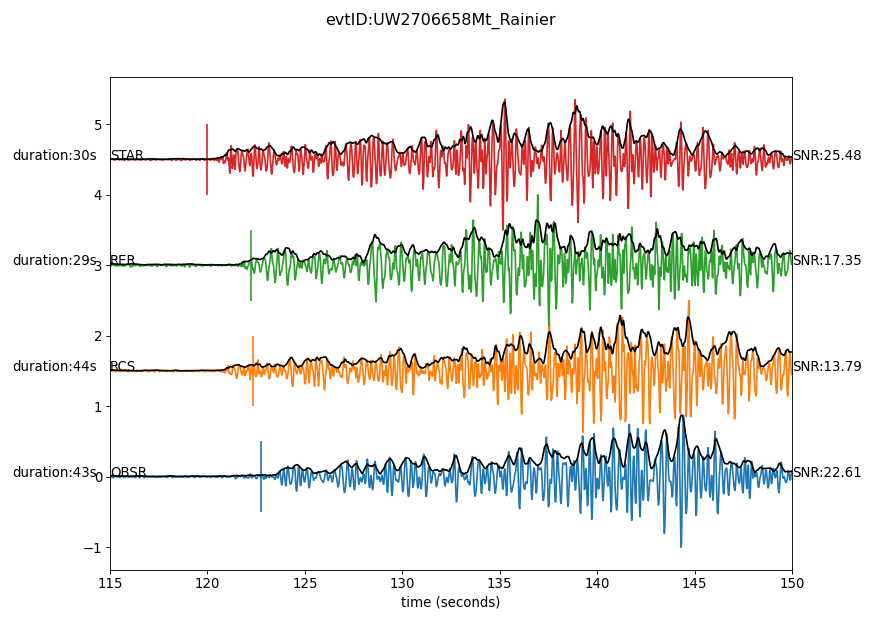 evtID:UW2706658Mt_Rainier
5
duration:30s STAR SNR:25.48
4
duration:29s 3 RER SNR:17.35
2
duration:44s RCS SNR:13.79
1
duration:43s 0 OBSR SNR:22.61
−1
115 120 125 130 135 140 145 150
time (seconds)